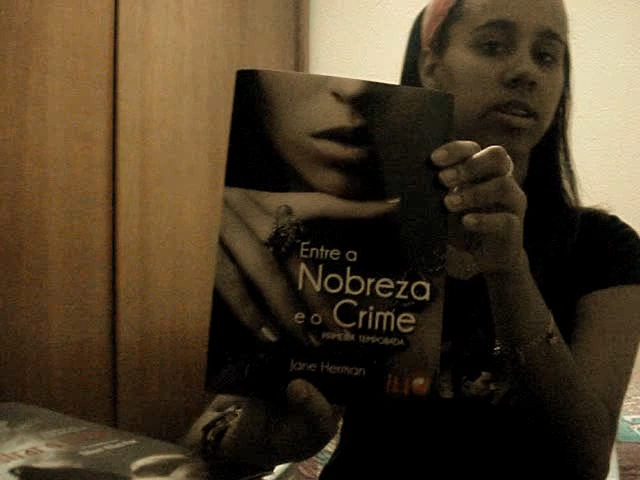 Entre a
Nobreza
e o Crime
PRIMEIRA TEMPORADA
Jane Herman